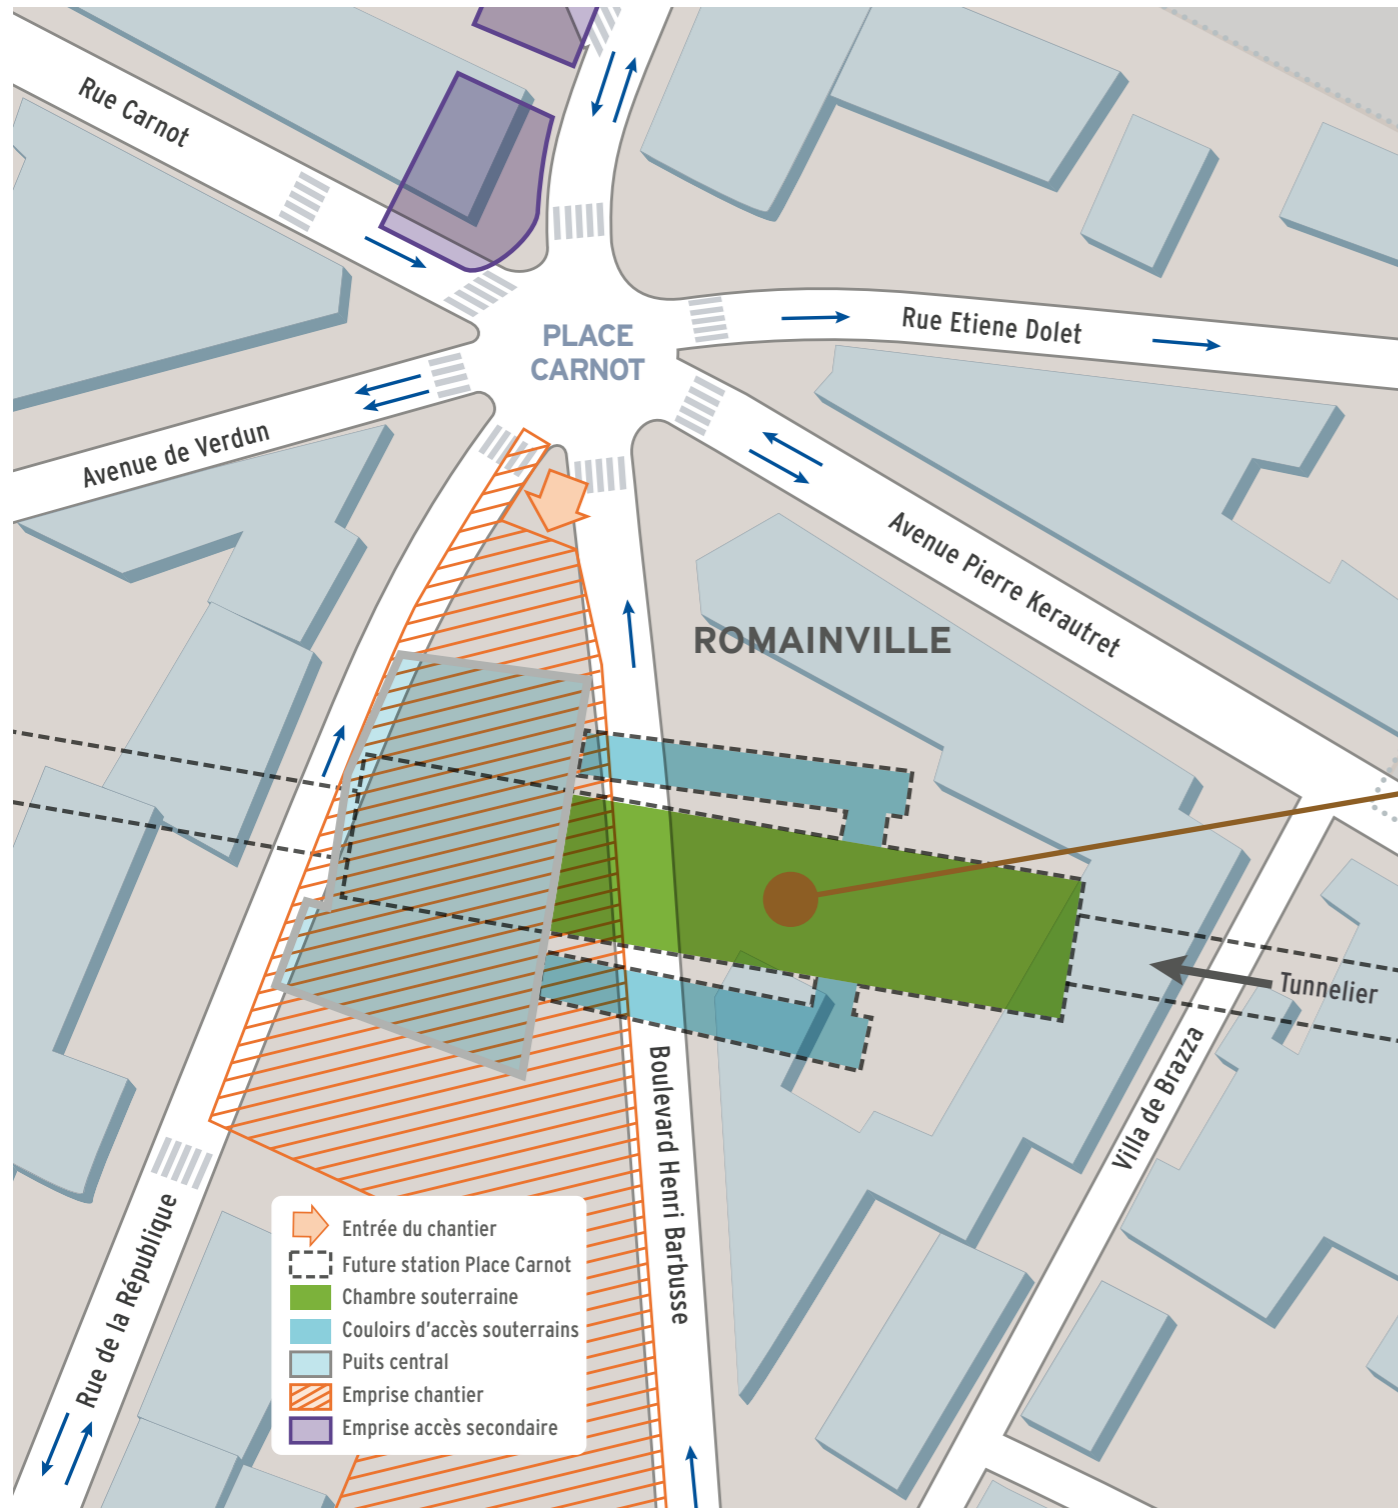 Rue Carnot
PLACE
CARNOT
Rue Etiene Dolet
Avenue de Verdun
Avenue Pierre Kerautret
ROMAINVILLE
Tunnelier
Boulevard Henri Barbusse
Villa de Brazza
Rue de la République
Entrée du chantier
Future station Place Carnot
Chambre souterraine
Couloirs d'accès souterrains
Puits central
Emprise chantier
Emprise accès secondaire